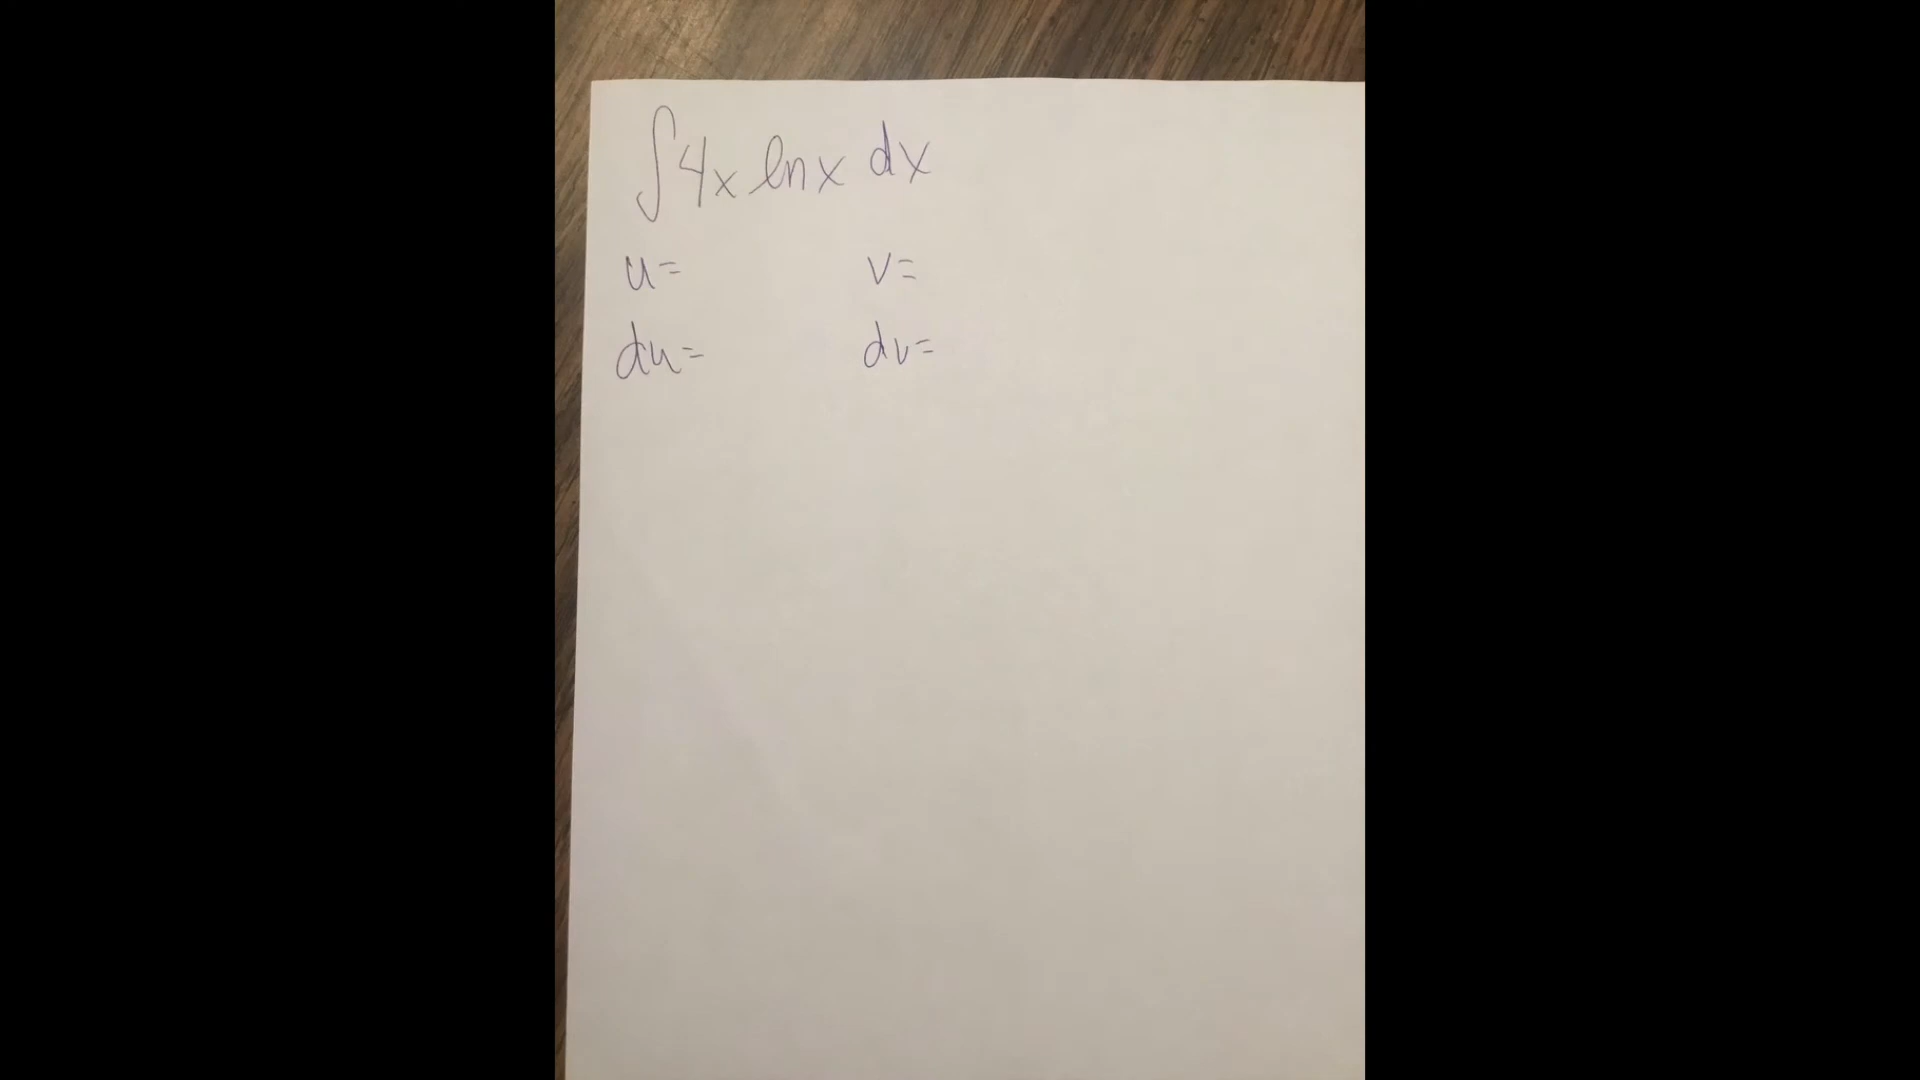 ∫4x ln x dx
u= v=
du= dv=